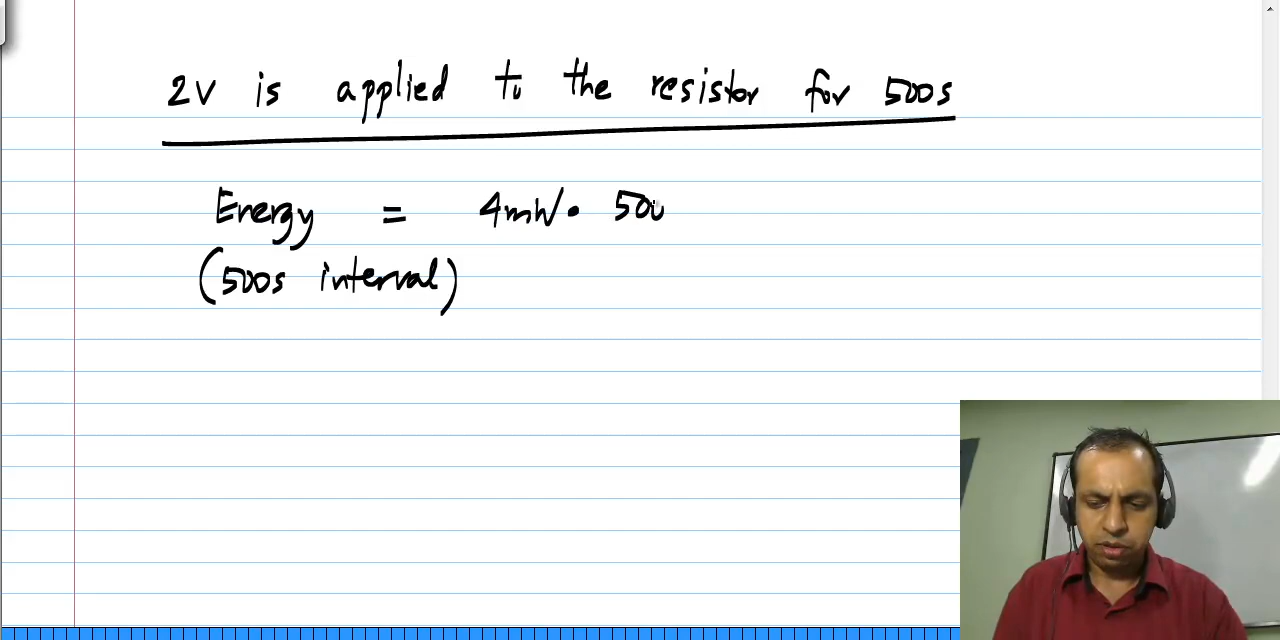 2V is applied to the resistor for 500s
Energy = 4mW • 500
(500s interval)